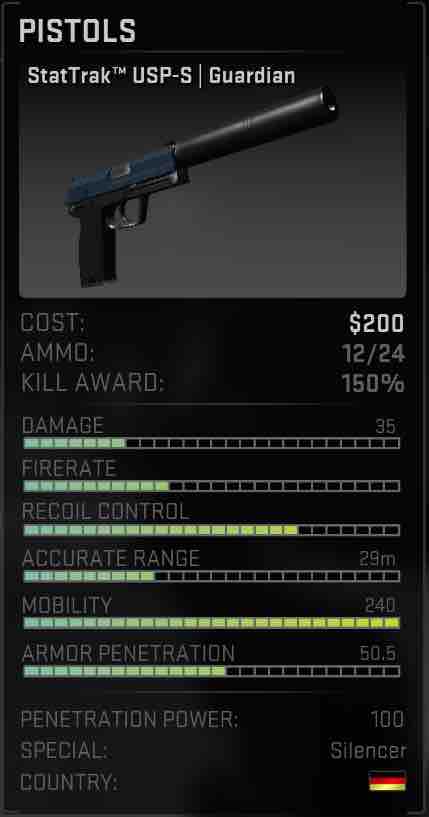 PISTOLS
StatTrak™ USP-S | Guardian
COST: $200
AMMO: 12/24
KILL AWARD: 150%
DAMAGE 35
FIRERATE
RECOIL CONTROL
ACCURATE RANGE 29m
MOBILITY 240
ARMOR PENETRATION 50.5
PENETRATION POWER: 100
SPECIAL: Silencer
COUNTRY: